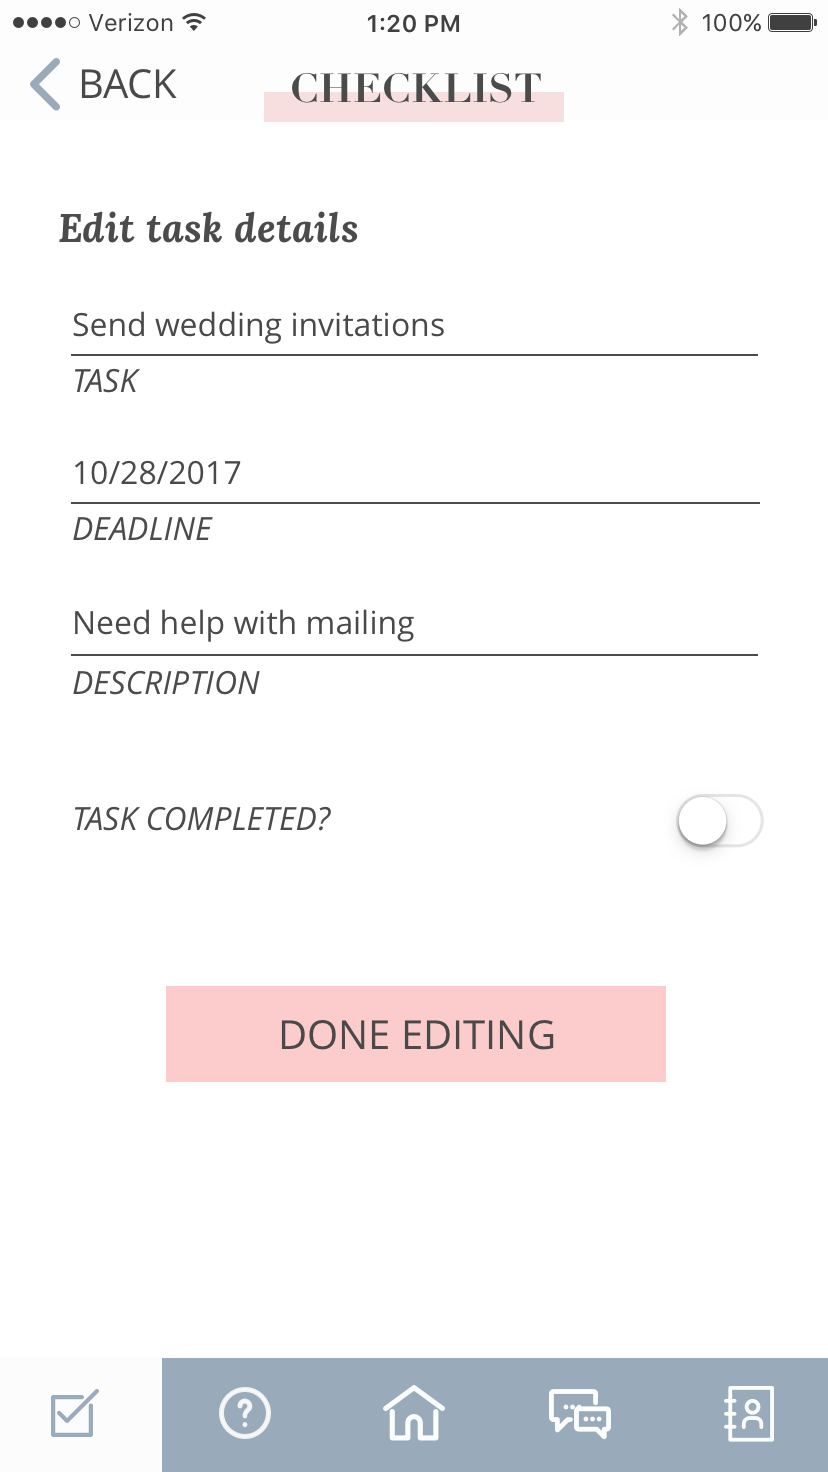 Verizon 1:20 PM 100%
BACK CHECKLIST
Edit task details
Send wedding invitations
TASK
10/28/2017
DEADLINE
Need help with mailing
DESCRIPTION
TASK COMPLETED?
DONE EDITING
?